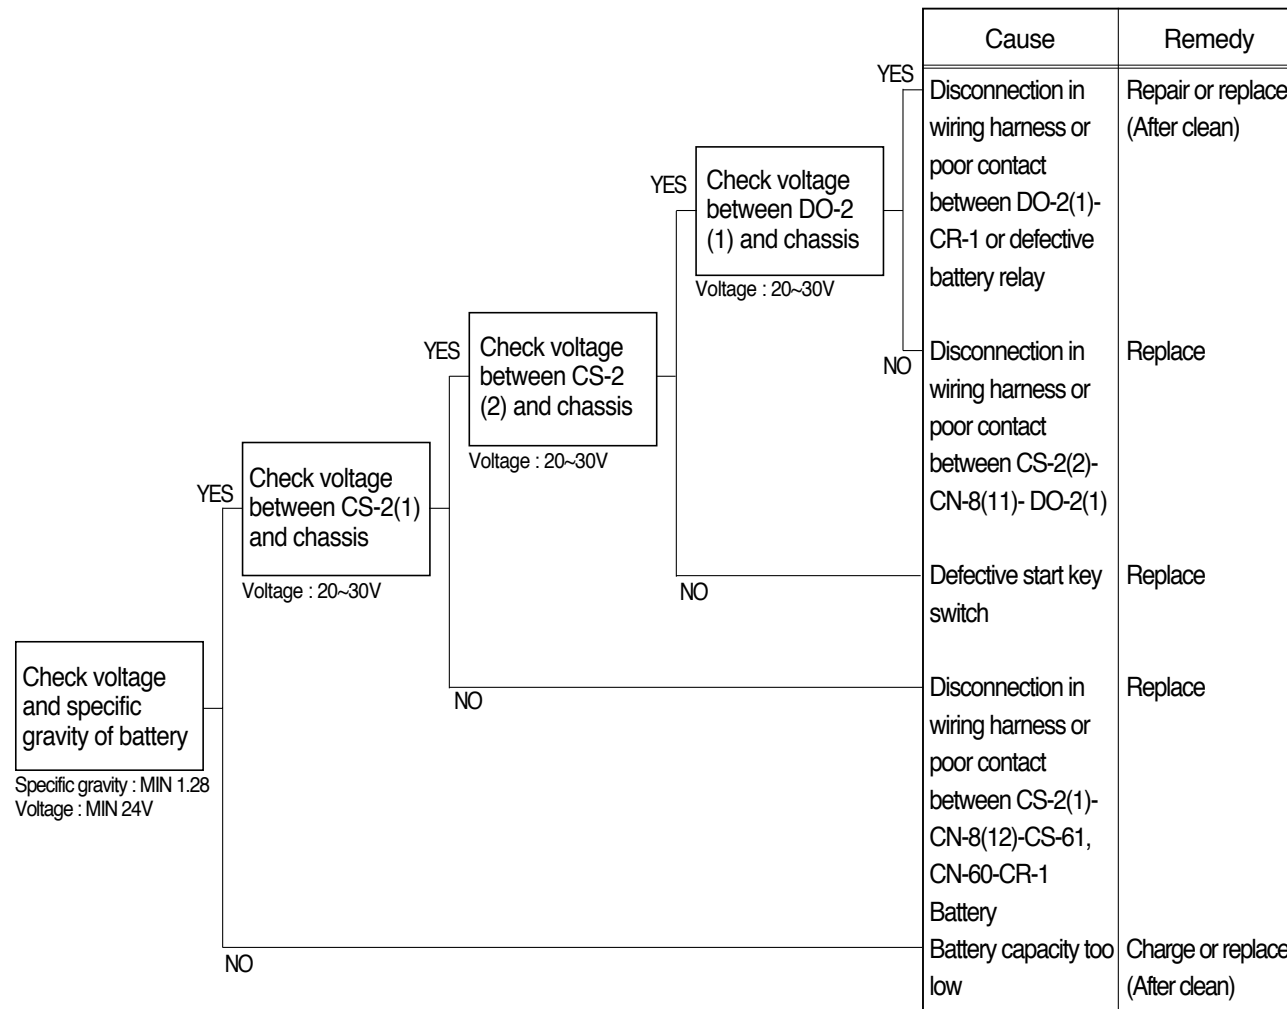 Cause
Remedy
YES
Disconnection in
wiring harness or
poor contact
between DO-2(1)-
CR-1 or defective
battery relay
Repair or replace
(After clean)
YES
Check voltage
between DO-2
(1) and chassis
Voltage : 20~30V
NO
Disconnection in
wiring harness or
poor contact
between CS-2(2)-
CN-8(11)- DO-2(1)
Replace
YES
Check voltage
between CS-2
(2) and chassis
Voltage : 20~30V
NO
Defective start key
switch
Replace
YES
Check voltage
between CS-2(1)
and chassis
Voltage : 20~30V
NO
Disconnection in
wiring harness or
poor contact
between CS-2(1)-
CN-8(12)-CS-61,
CN-60-CR-1
Battery
Replace
Check voltage
and specific
gravity of battery
Specific gravity : MIN 1.28
Voltage : MIN 24V
NO
Battery capacity too
low
Charge or replace
(After clean)